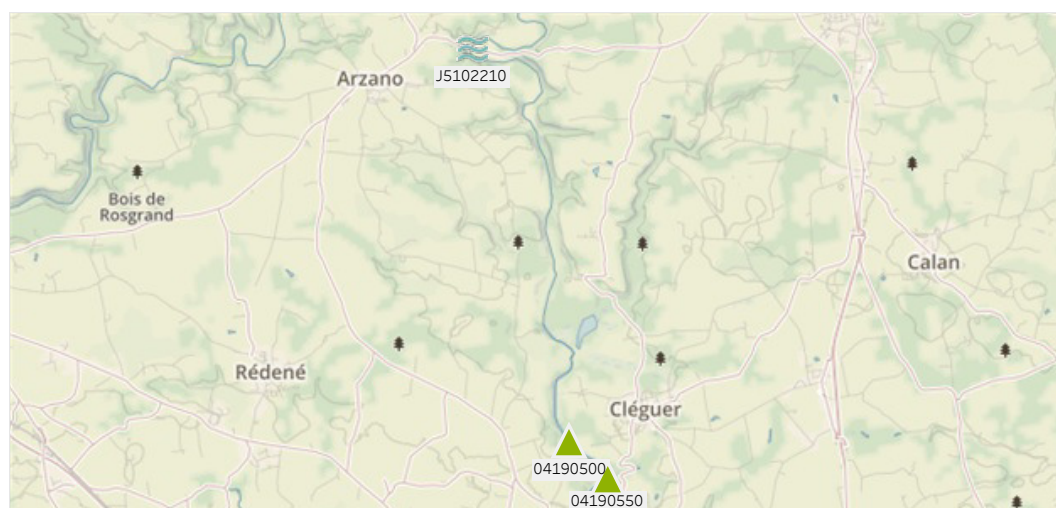 J5102210
Arzano
Bois de
Rosgrand
Calan
Rédené
Cléguer
04190500
04190550